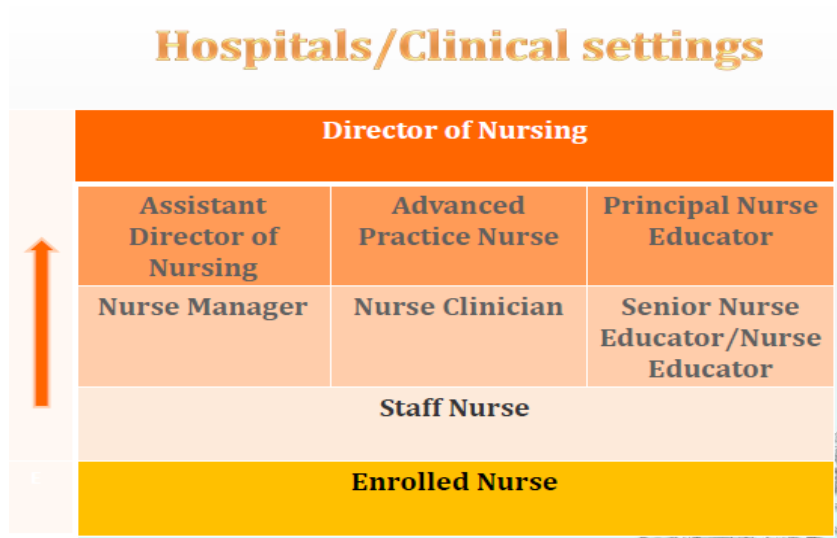 Hospitals/Clinical settings
Director of Nursing
Assistant
Director of
Nursing
Advanced
Practice Nurse
Principal Nurse
Educator
Nurse Manager
Nurse Clinician
Senior Nurse
Educator/Nurse
Educator
Staff Nurse
Enrolled Nurse